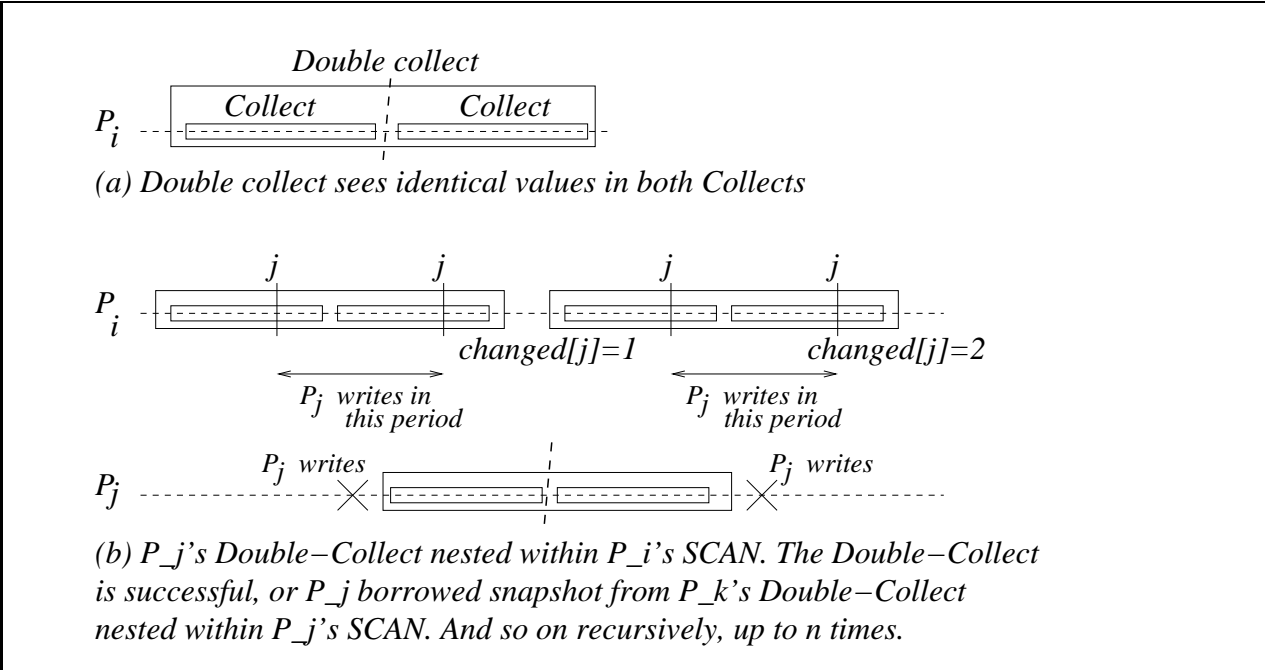 Double collect
Collect Collect
P_i
(a) Double collect sees identical values in both Collects
j j j j
P_i
changed[j]=1 changed[j]=2
P_j writes in this period P_j writes in this period
P_j writes P_j writes
P_j
(b) P_j's Double−Collect nested within P_i's SCAN. The Double−Collect
is successful, or P_j borrowed snapshot from P_k's Double−Collect
nested within P_j's SCAN. And so on recursively, up to n times.